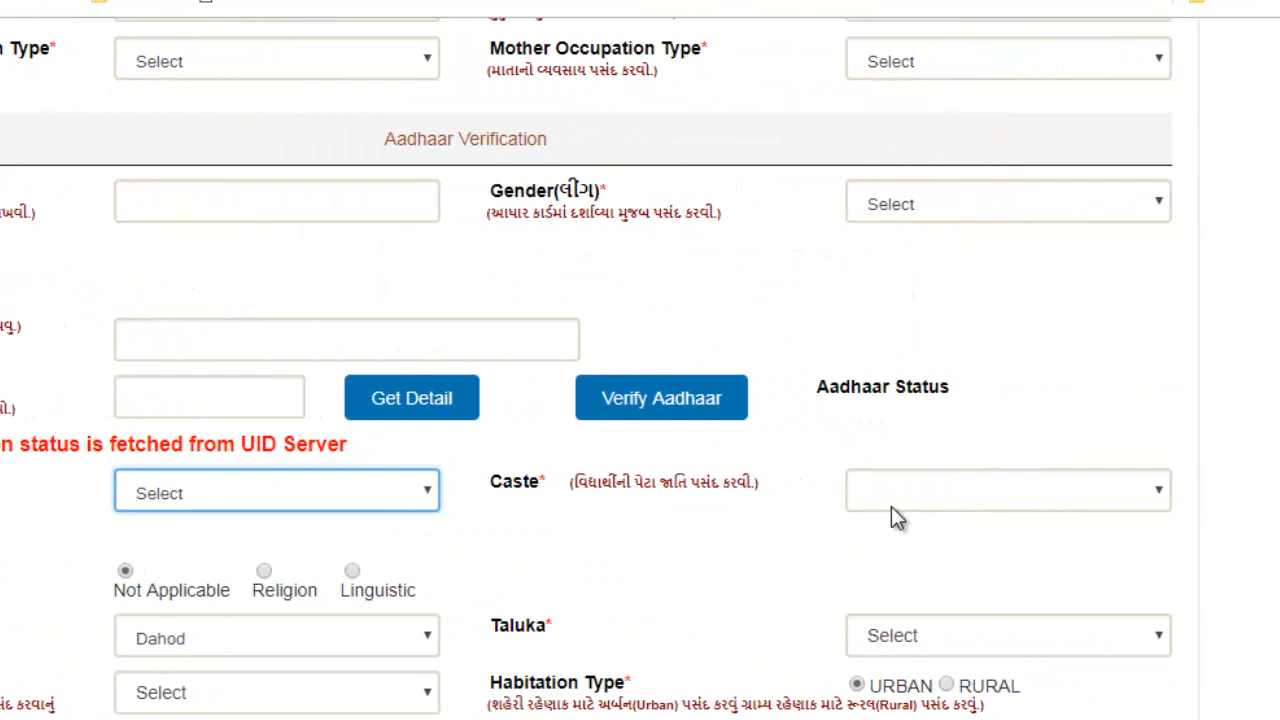 n Type*
Select
Mother Occupation Type*
(માતાનો વ્યવસાય પસંદ કરવો.)
Select
Aadhaar Verification
ખવી.)
Gender(લીંગ)*
(આધાર કાર્ડમાં દર્શાવ્યા મુજબ પસંદ કરવી.)
Select
Get Detail
Verify Aadhaar
Aadhaar Status
n status is fetched from UID Server
Select
Caste*
(વિદ્યાર્થીની પેટા જાતિ પસંદ કરવી.)
Not Applicable
Religion
Linguistic
Dahod
Taluka*
Select
સંદ કરવાનું
Select
Habitation Type*
URBAN
RURAL
(શહેરી રહેણાક માટે અર્બન(Urban) પસંદ કરવું ગ્રામ્ય રહેણાક માટે રૂરલ(Rural) પસંદ કરવું.)